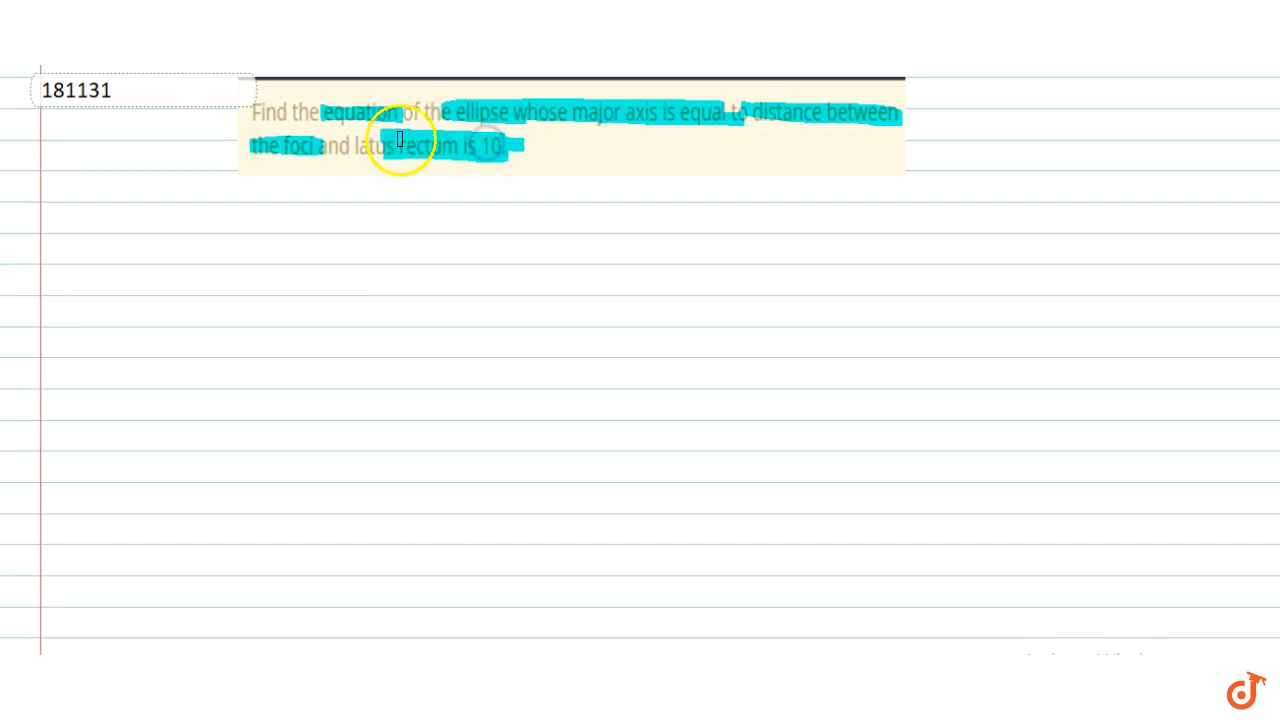 181131
Find the equation of the ellipse whose major axis is equal to distance between
the foci and latus rectum is 10.